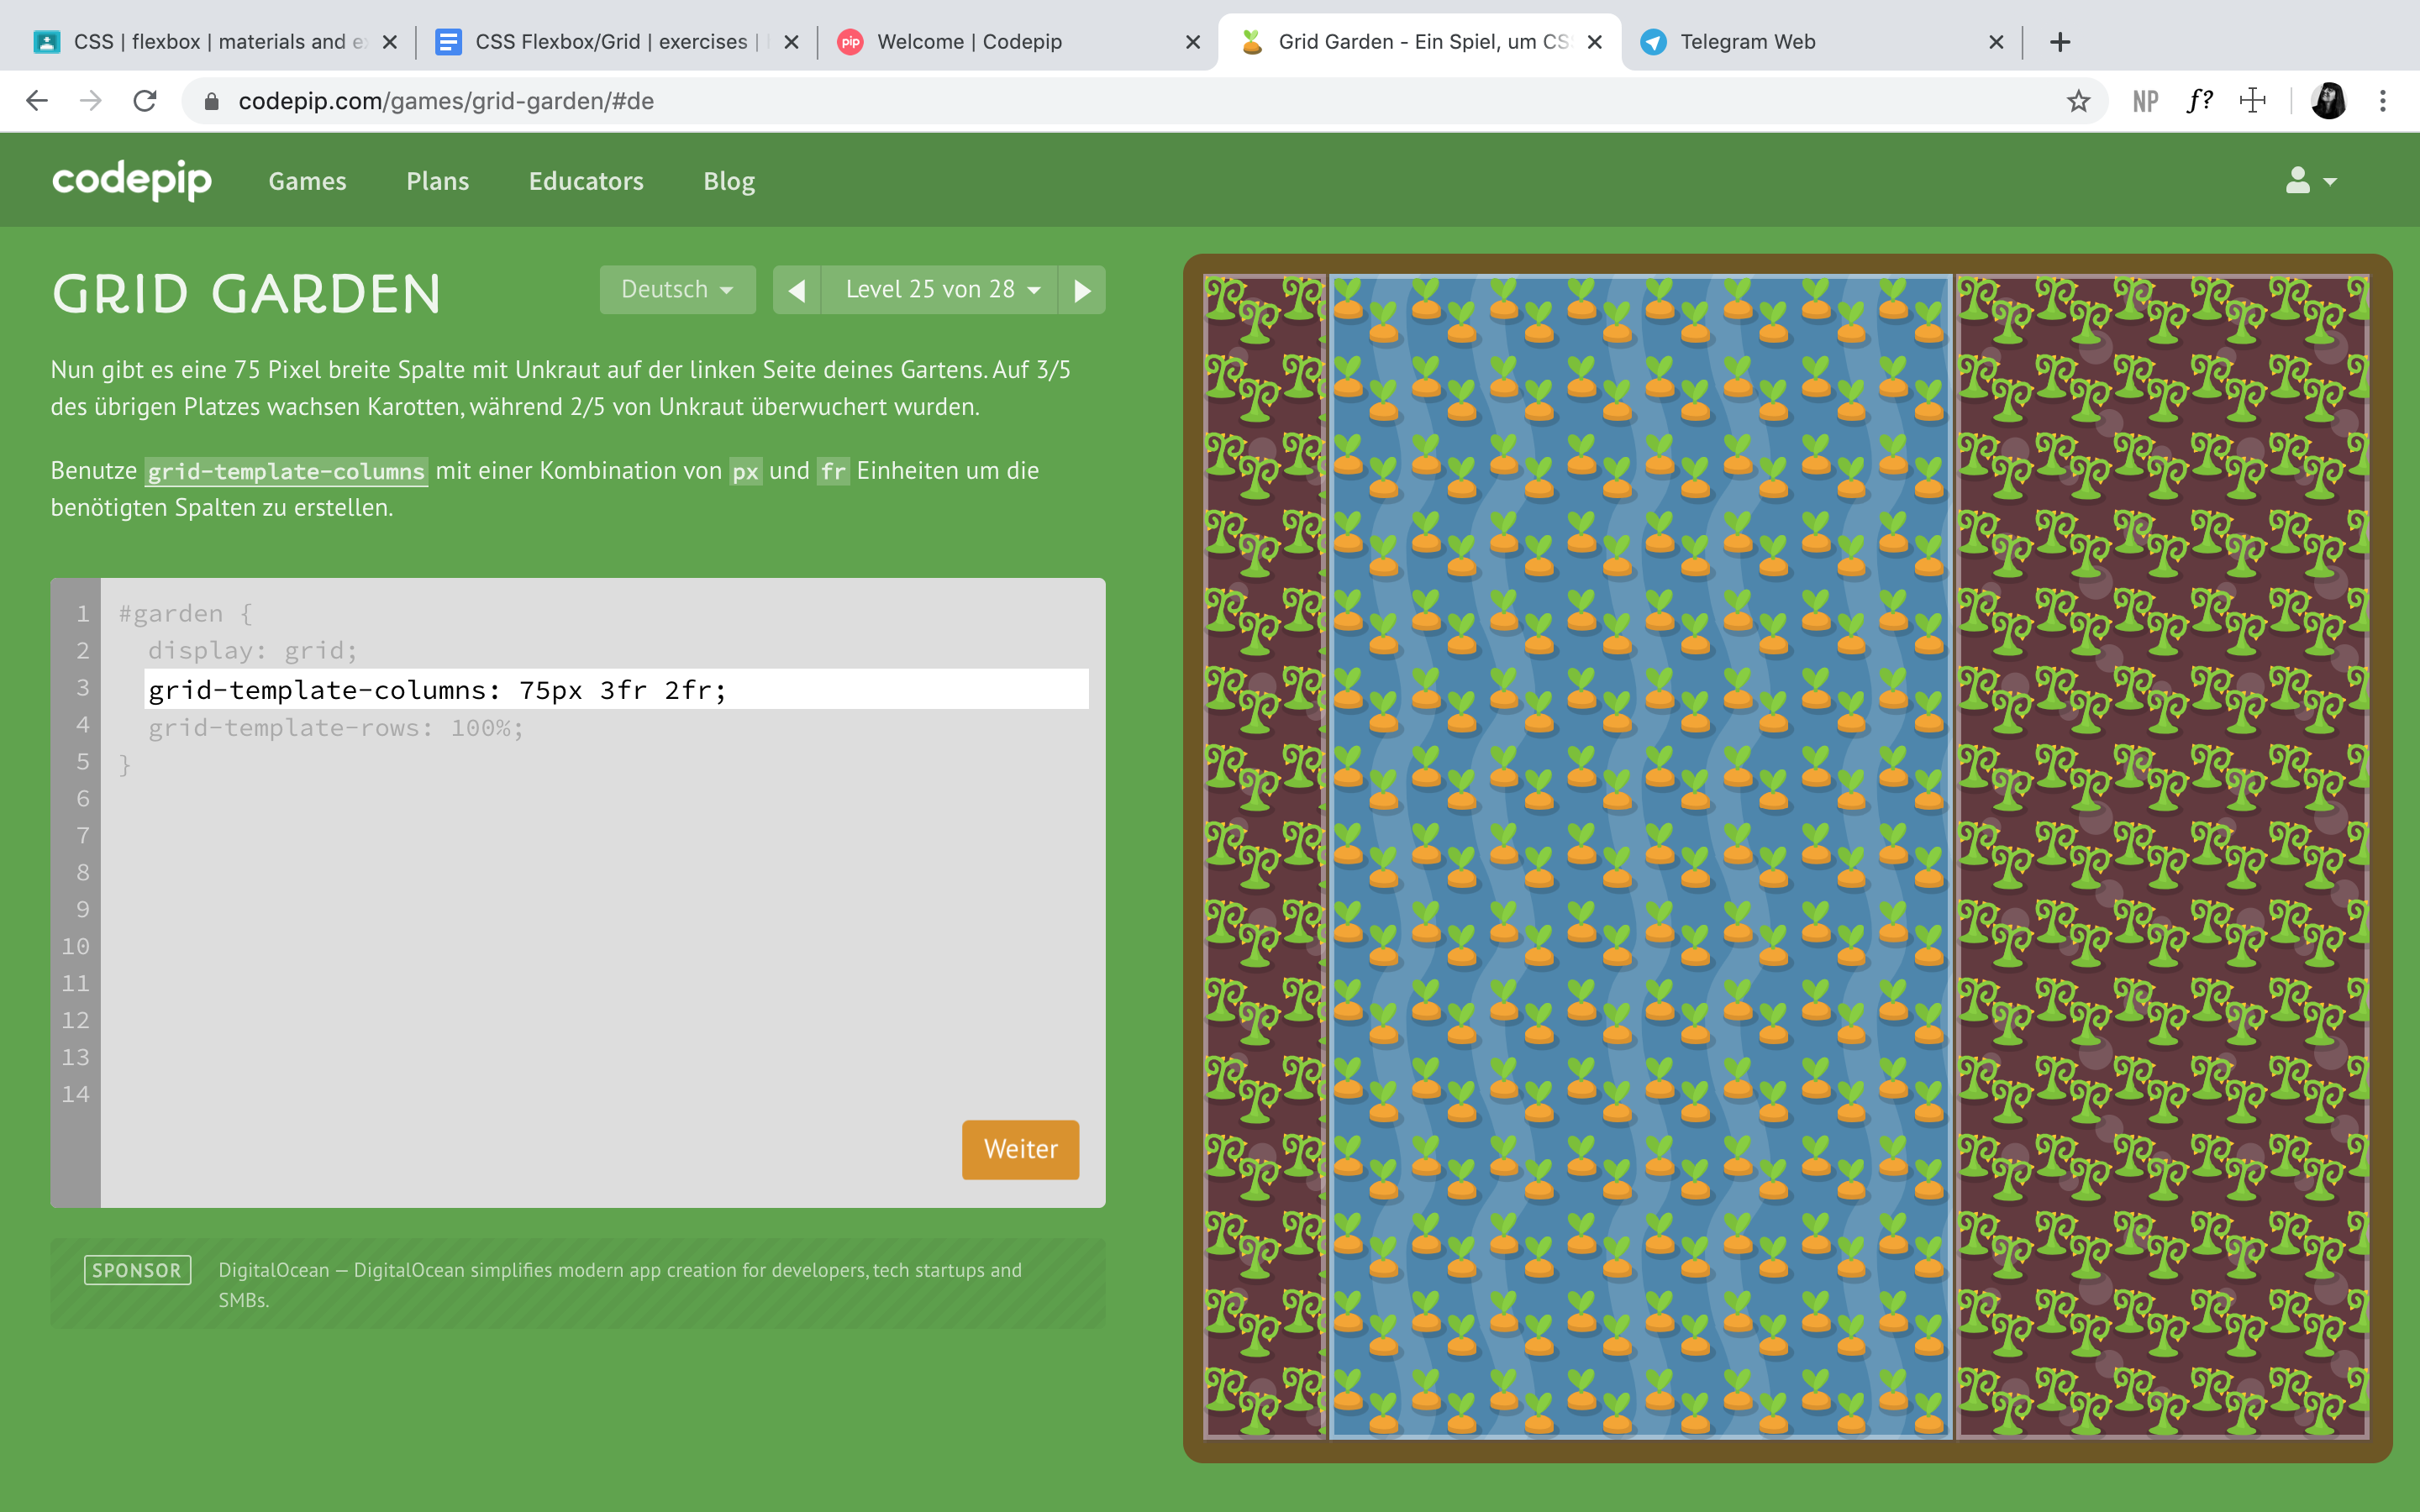 CSS | flexbox | materials and e
CSS Flexbox/Grid | exercises |
Welcome | Codepip
Grid Garden - Ein Spiel, um CS
Telegram Web
codepip.com/games/grid-garden/#de
NP
f?
codepip
Games
Plans
Educators
Blog
GRID GARDEN
Deutsch
Level 25 von 28
Nun gibt es eine 75 Pixel breite Spalte mit Unkraut auf der linken Seite deines Gartens. Auf 3/5
des übrigen Platzes wachsen Karotten, während 2/5 von Unkraut überwuchert wurden.
Benutze grid-template-columns mit einer Kombination von px und fr Einheiten um die
benötigten Spalten zu erstellen.
1 #garden {
2 display: grid;
3 grid-template-columns: 75px 3fr 2fr;
4 grid-template-rows: 100%;
5 }
6
7
8
9
10
11
12
13
14
Weiter
SPONSOR
DigitalOcean — DigitalOcean simplifies modern app creation for developers, tech startups and
SMBs.